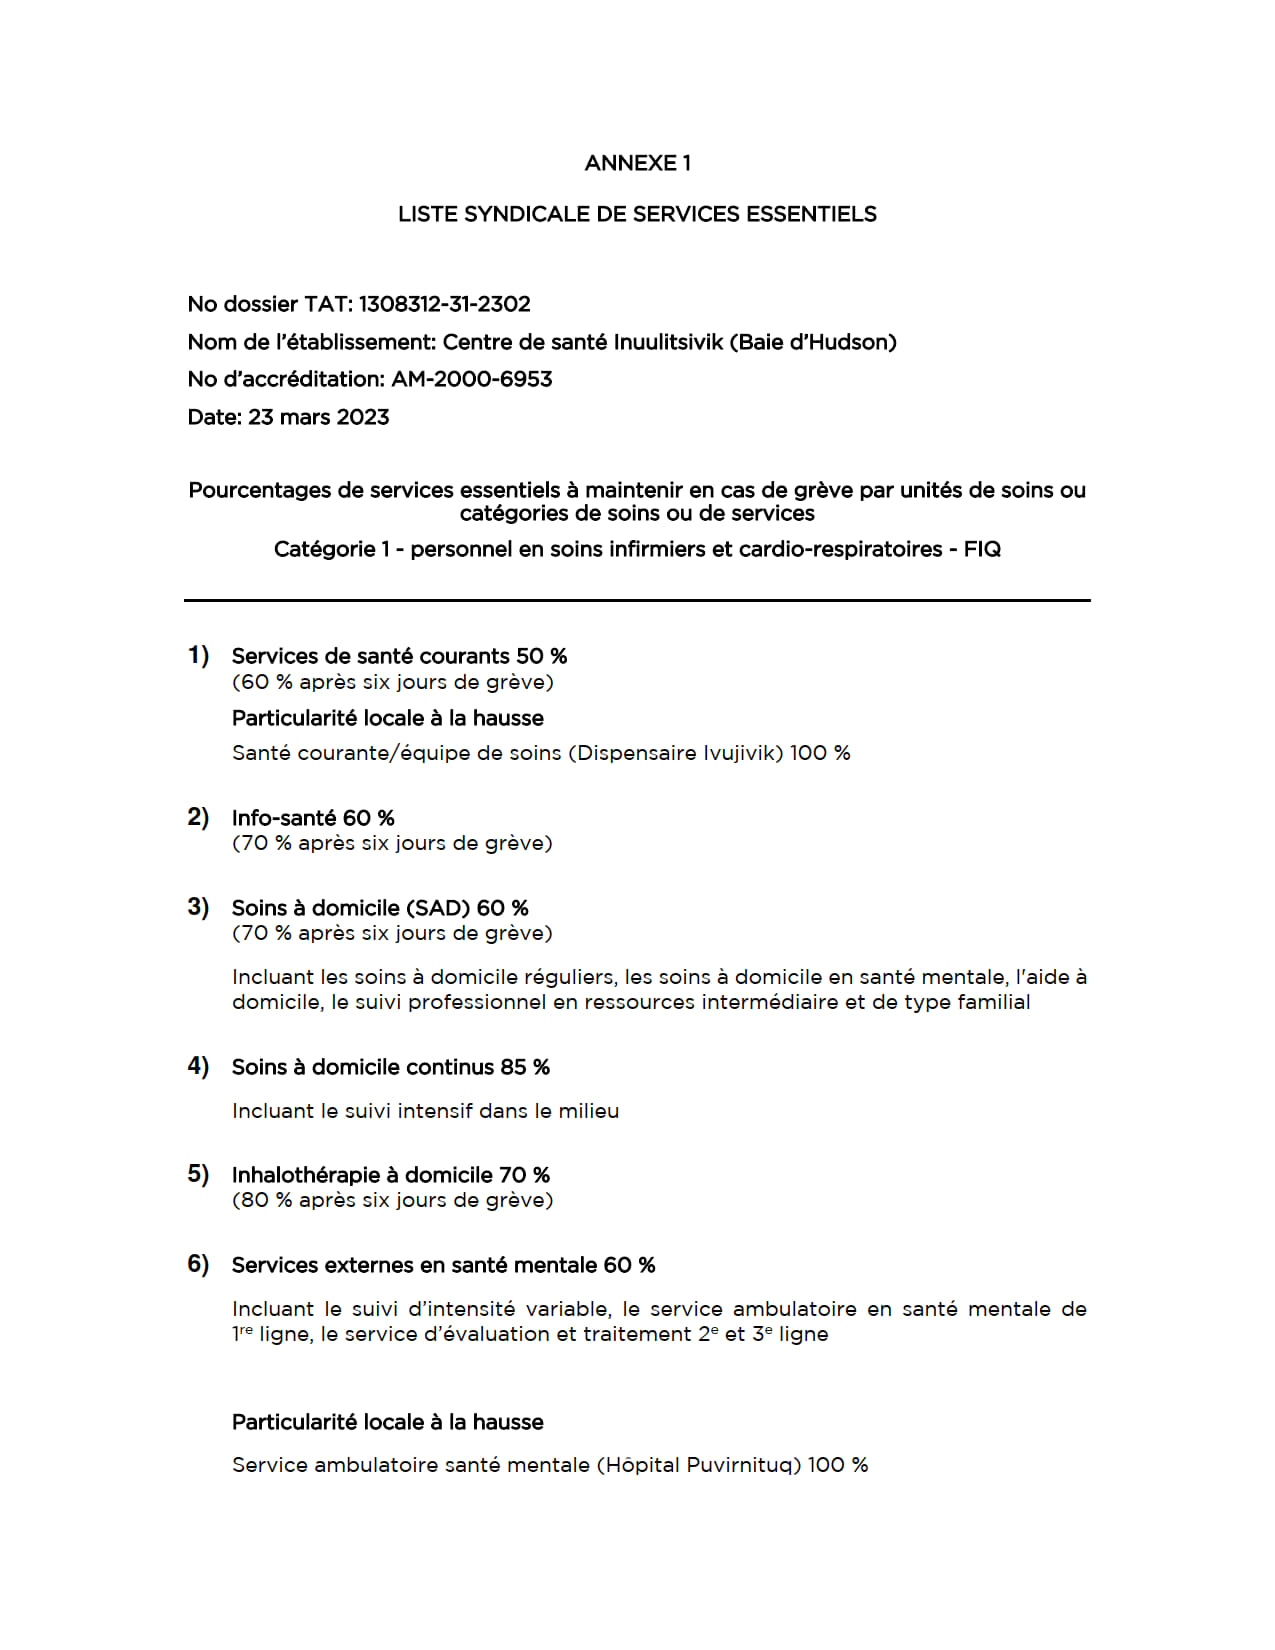 ANNEXE 1
LISTE SYNDICALE DE SERVICES ESSENTIELS
No dossier TAT: 1308312-31-2302
Nom de l’établissement: Centre de santé Inuulitsivik (Baie d’Hudson)
No d’accréditation: AM-2000-6953
Date: 23 mars 2023
Pourcentages de services essentiels à maintenir en cas de grève par unités de soins ou
catégories de soins ou de services
Catégorie 1 - personnel en soins infirmiers et cardio-respiratoires - FIQ
1) Services de santé courants 50 %
(60 % après six jours de grève)
Particularité locale à la hausse
Santé courante/équipe de soins (Dispensaire Ivujivik) 100 %
2) Info-santé 60 %
(70 % après six jours de grève)
3) Soins à domicile (SAD) 60 %
(70 % après six jours de grève)
Incluant les soins à domicile réguliers, les soins à domicile en santé mentale, l'aide à
domicile, le suivi professionnel en ressources intermédiaire et de type familial
4) Soins à domicile continus 85 %
Incluant le suivi intensif dans le milieu
5) Inhalothérapie à domicile 70 %
(80 % après six jours de grève)
6) Services externes en santé mentale 60 %
Incluant le suivi d’intensité variable, le service ambulatoire en santé mentale de
1re ligne, le service d’évaluation et traitement 2e et 3e ligne
Particularité locale à la hausse
Service ambulatoire santé mentale (Hôpital Puvirnituq) 100 %